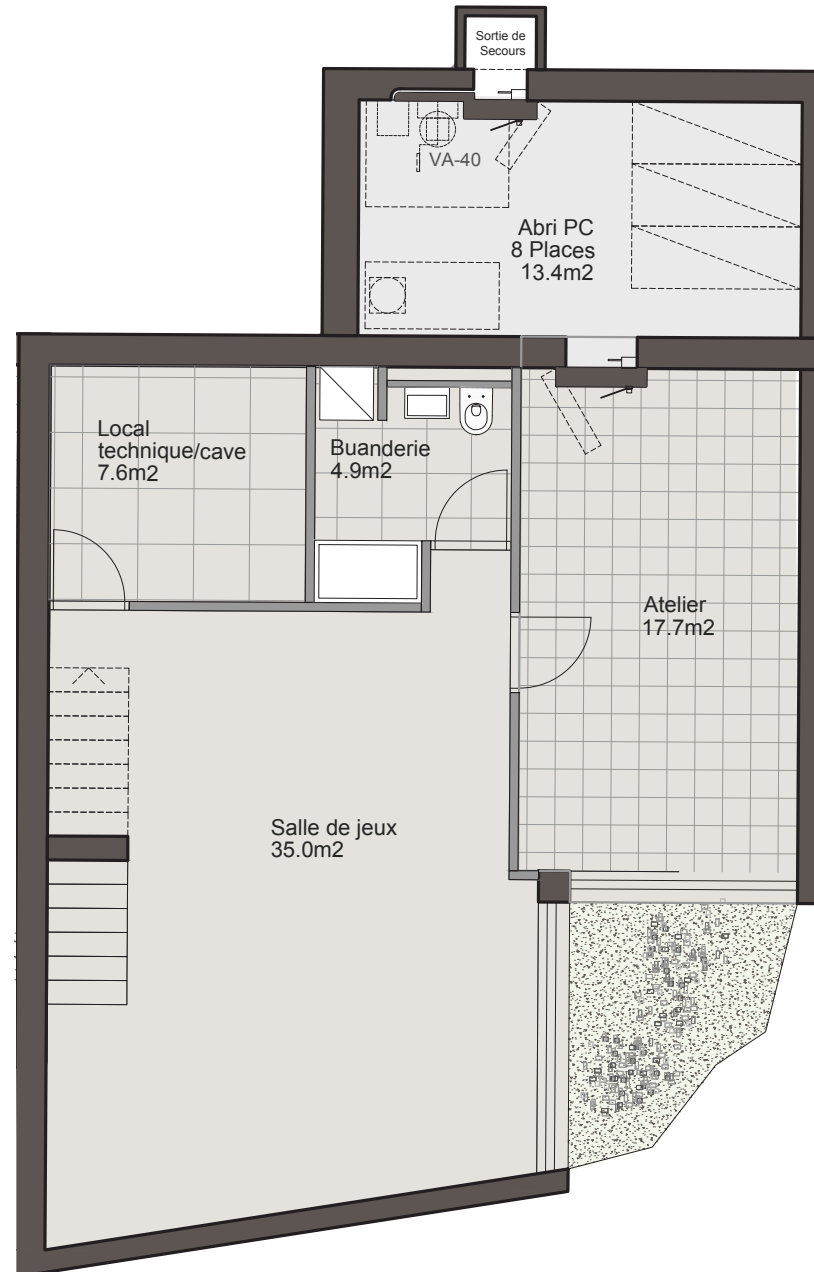 Sortie de
Secours
VA-40
Abri PC
8 Places
13.4m2
Local
technique/cave
7.6m2
Buanderie
4.9m2
Atelier
17.7m2
Salle de jeux
35.0m2